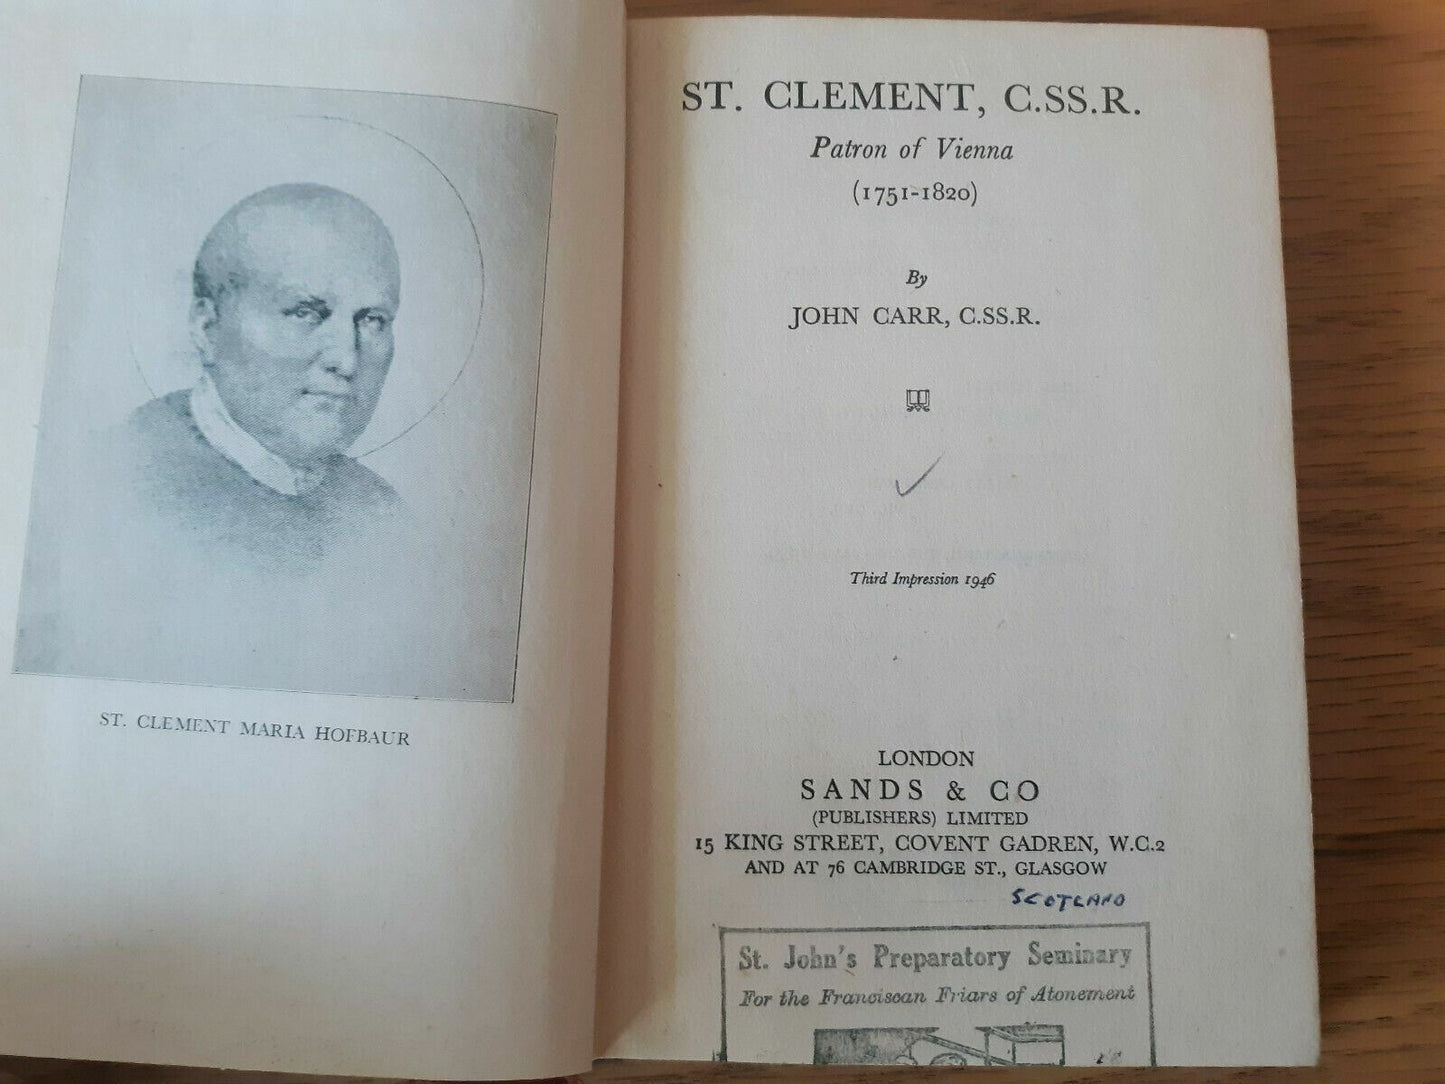 ST. CLEMENT MARIA HOFBAUR
ST. CLEMENT, C.SS.R.
Patron of Vienna
(1751-1820)
By
JOHN CARR, C.SS.R.
Third Impression 1946
LONDON
SANDS & CO
(PUBLISHERS) LIMITED
15 KING STREET, COVENT GADREN, W.C.2
AND AT 76 CAMBRIDGE ST., GLASGOW
SCOTLAND
St. John's Preparatory Seminary
For the Franciscan Friars of Atonement